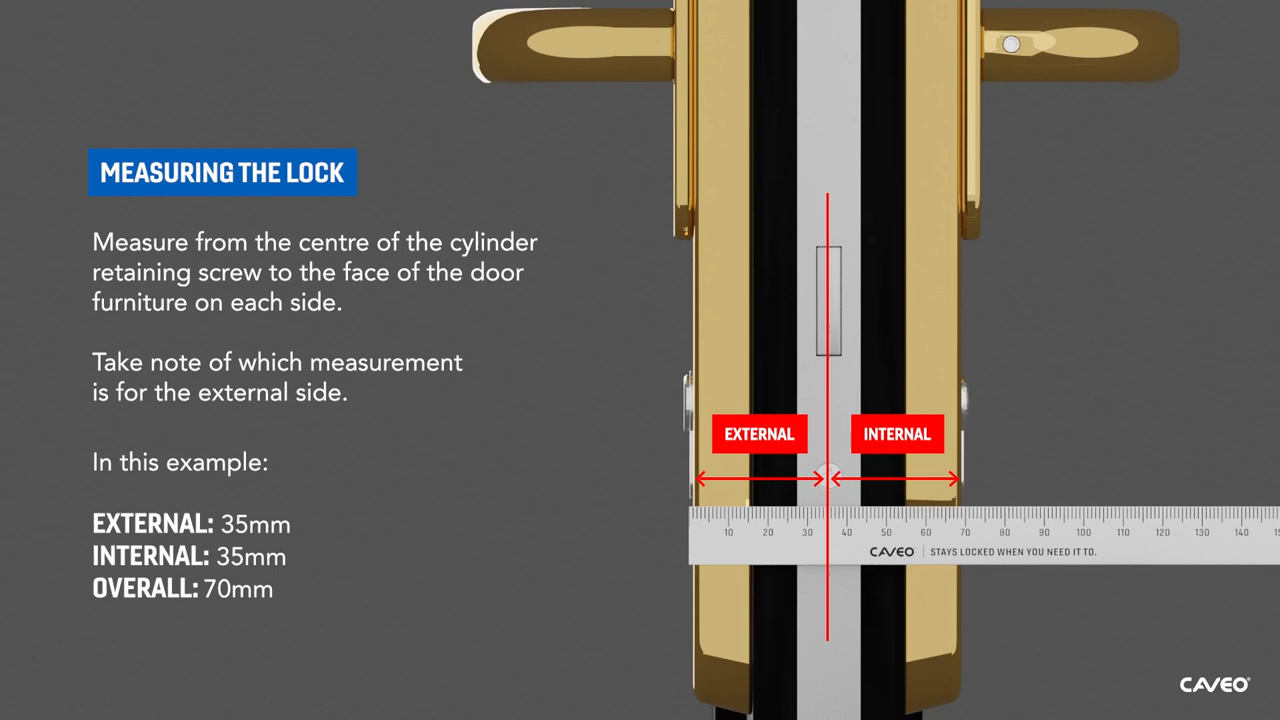 MEASURING THE LOCK
Measure from the centre of the cylinder
retaining screw to the face of the door
furniture on each side.
Take note of which measurement
is for the external side.
In this example:
EXTERNAL: 35mm
INTERNAL: 35mm
OVERALL: 70mm
EXTERNAL
INTERNAL
10 20 30 40 50 60 70 80 90 100 110 120 130 140
CAVEO STAYS LOCKED WHEN YOU NEED IT TO.
CAVEO®